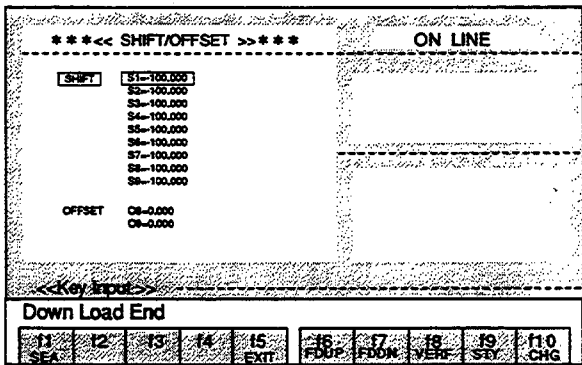 ***<< SHIFT/OFFSET >>***
ON LINE
SHIFT S1=-100.000
S2=-100.000
S3=-100.000
S4=-100.000
S5=-100.000
S6=-100.000
S7=-100.000
S8=-100.000
S9=-100.000
OFFSET O8=0.000
O9=0.000
<<Key Input>>
Down Load End
f1 f2 f3 f4 f5 f6 f7 f8 f9 f10
SEA EXIT FDUP FDDN VERF STY CHG